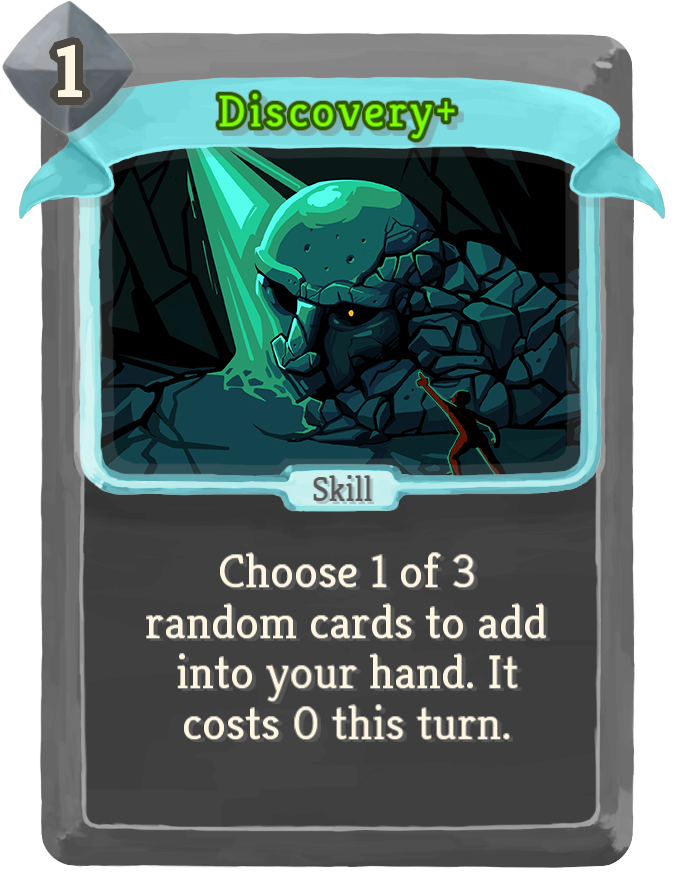 1
Discovery+
Skill
Choose 1 of 3
random cards to add
into your hand. It
costs 0 this turn.